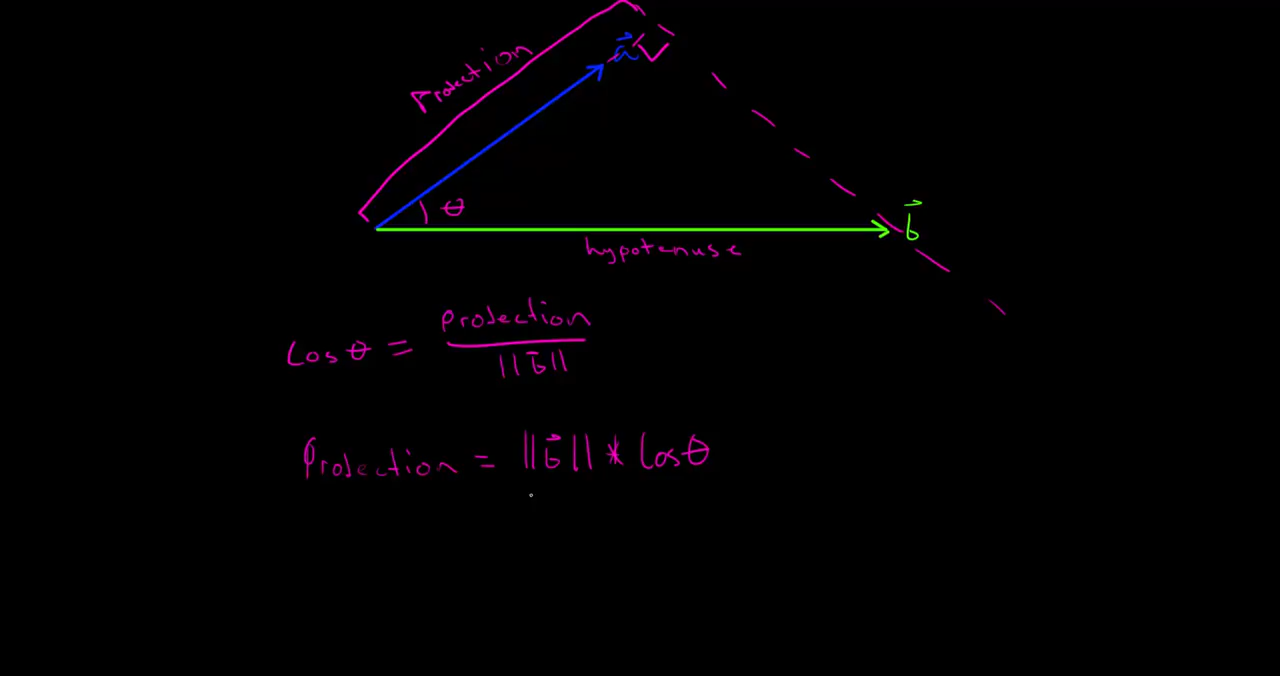 Projection
a⃗
θ
b⃗
hypotenuse
Cos θ = Projection / ||b⃗||
Projection = ||b⃗|| * Cosθ